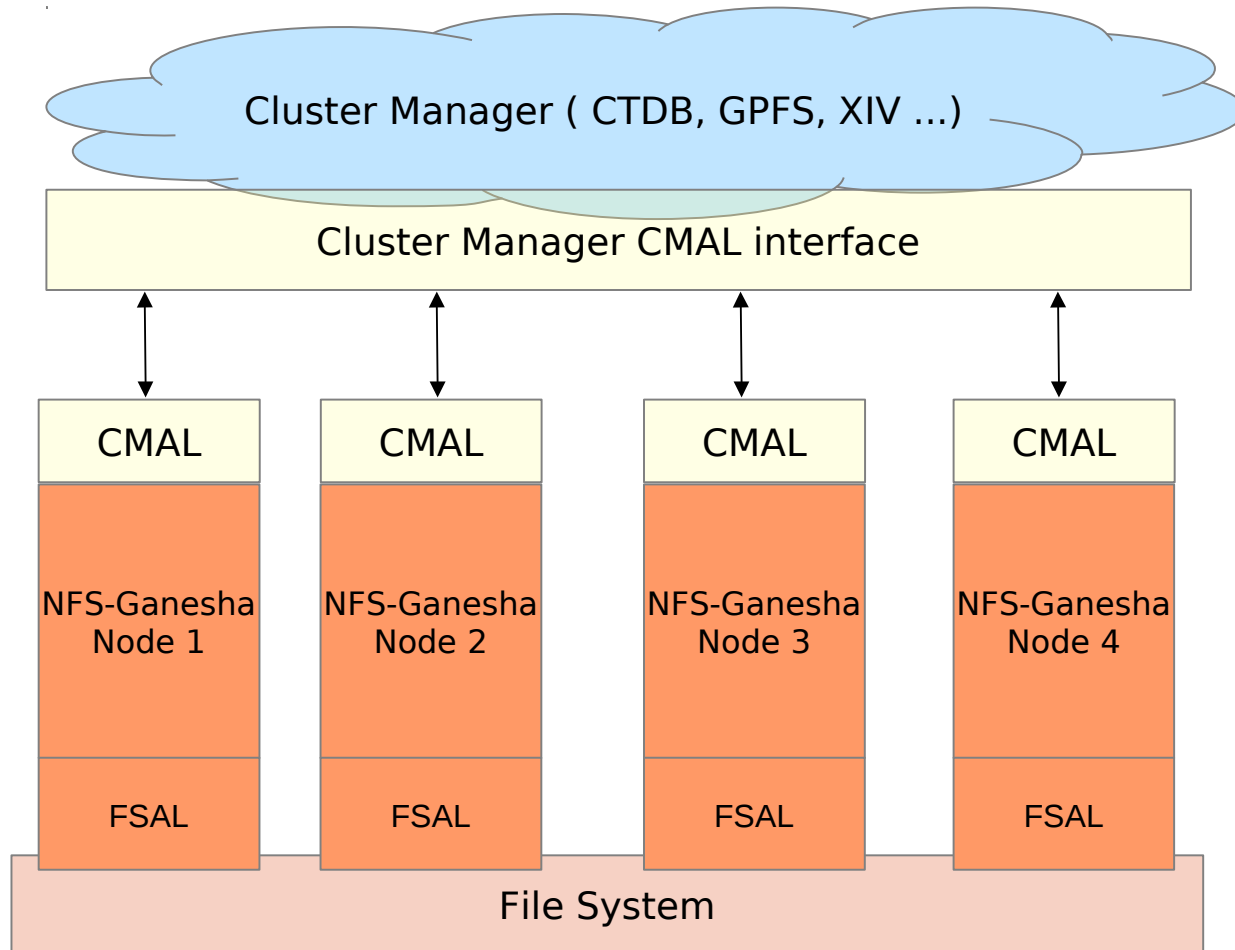 Cluster Manager ( CTDB, GPFS, XIV ...)
Cluster Manager CMAL interface
CMAL
CMAL
CMAL
CMAL
NFS-Ganesha
Node 1
NFS-Ganesha
Node 2
NFS-Ganesha
Node 3
NFS-Ganesha
Node 4
FSAL
FSAL
FSAL
FSAL
File System